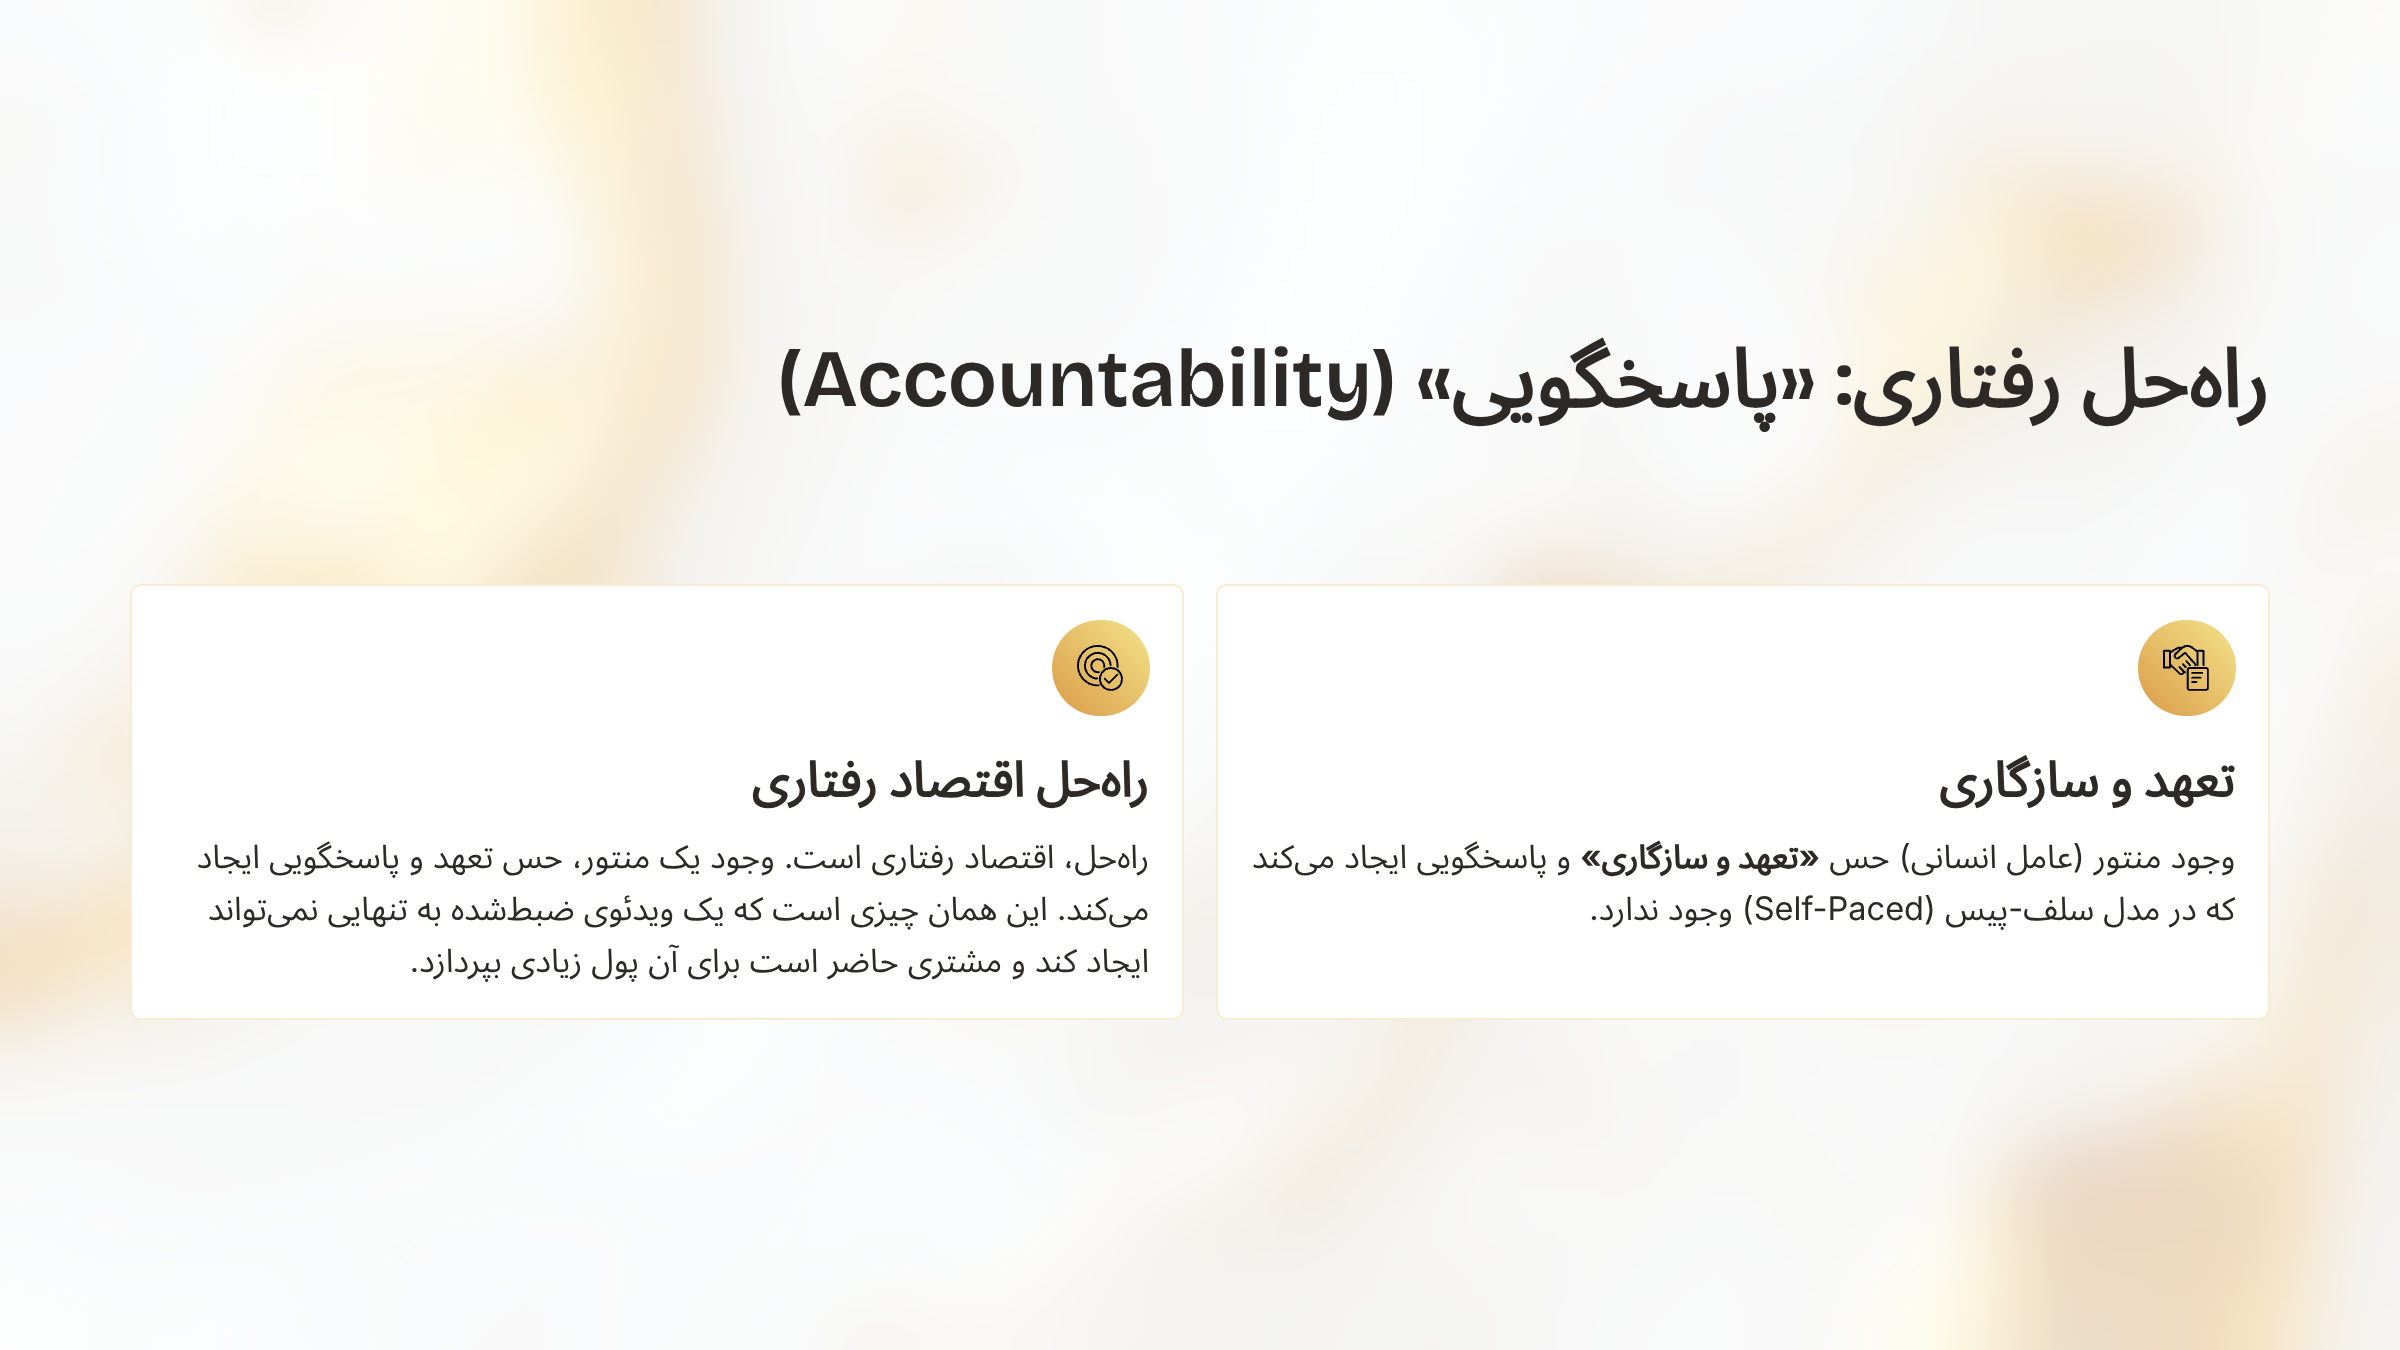 راه‌حل رفتاری: «پاسخگویی» (Accountability)
تعهد و سازگاری
وجود منتور (عامل انسانی) حس «تعهد و سازگاری» و پاسخگویی ایجاد می‌کند
که در مدل سلف-پیس (Self-Paced) وجود ندارد.
راه‌حل اقتصاد رفتاری
راه‌حل، اقتصاد رفتاری است. وجود یک منتور، حس تعهد و پاسخگویی ایجاد
می‌کند. این همان چیزی است که یک ویدئوی ضبط‌شده به تنهایی نمی‌تواند
ایجاد کند و مشتری حاضر است برای آن پول زیادی بپردازد.